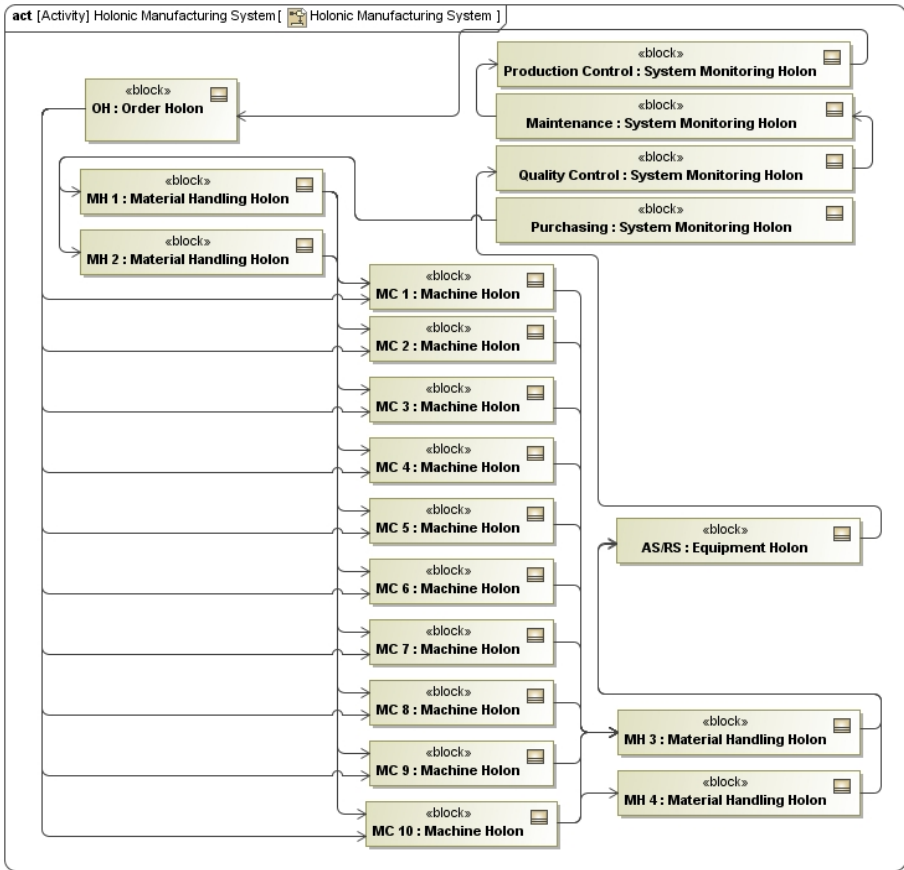 act [Activity] Holonic Manufacturing System [ Holonic Manufacturing System ]
«block»
OH : Order Holon
«block»
Production Control : System Monitoring Holon
«block»
Maintenance : System Monitoring Holon
«block»
Quality Control : System Monitoring Holon
«block»
Purchasing : System Monitoring Holon
«block»
MH 1 : Material Handling Holon
«block»
MH 2 : Material Handling Holon
«block»
MC 1 : Machine Holon
«block»
MC 2 : Machine Holon
«block»
MC 3 : Machine Holon
«block»
MC 4 : Machine Holon
«block»
MC 5 : Machine Holon
«block»
MC 6 : Machine Holon
«block»
MC 7 : Machine Holon
«block»
MC 8 : Machine Holon
«block»
MC 9 : Machine Holon
«block»
MC 10 : Machine Holon
«block»
AS/RS : Equipment Holon
«block»
MH 3 : Material Handling Holon
«block»
MH 4 : Material Handling Holon